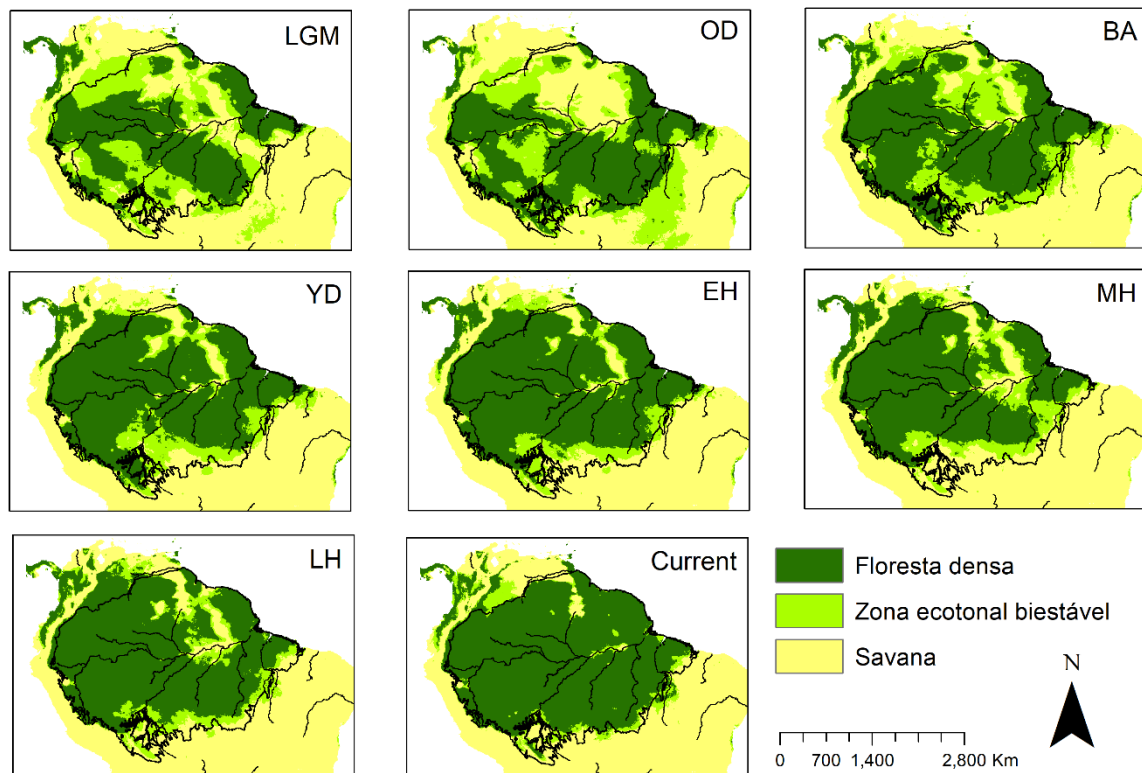 LGM
OD
BA
YD
EH
MH
LH
Current
Floresta densa
Zona ecotonal biestável
Savana
N
0 700 1,400 2,800 Km